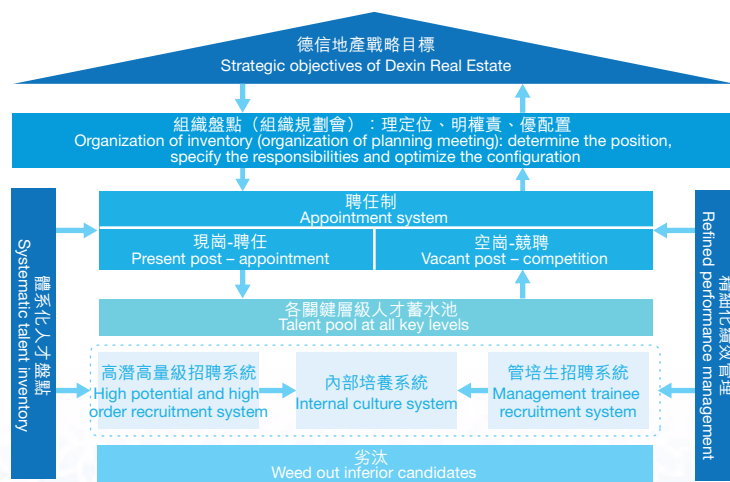 德信地產戰略目標
Strategic objectives of Dexin Real Estate
組織盤點（組織規劃會）：理定位、明權責、優配置
Organization of inventory (organization of planning meeting): determine the position,
specify the responsibilities and optimize the configuration
體系化人才盤點
Systematic talent inventory
聘任制
Appointment system
現崗-聘任
Present post – appointment
空崗-競聘
Vacant post – competition
各關鍵層級人才蓄水池
Talent pool at all key levels
高潛高量級招聘系統
High potential and high
order recruitment system
內部培養系統
Internal culture system
管培生招聘系統
Management trainee
recruitment system
劣汰
Weed out inferior candidates
精細化績效管理
Refined performance management